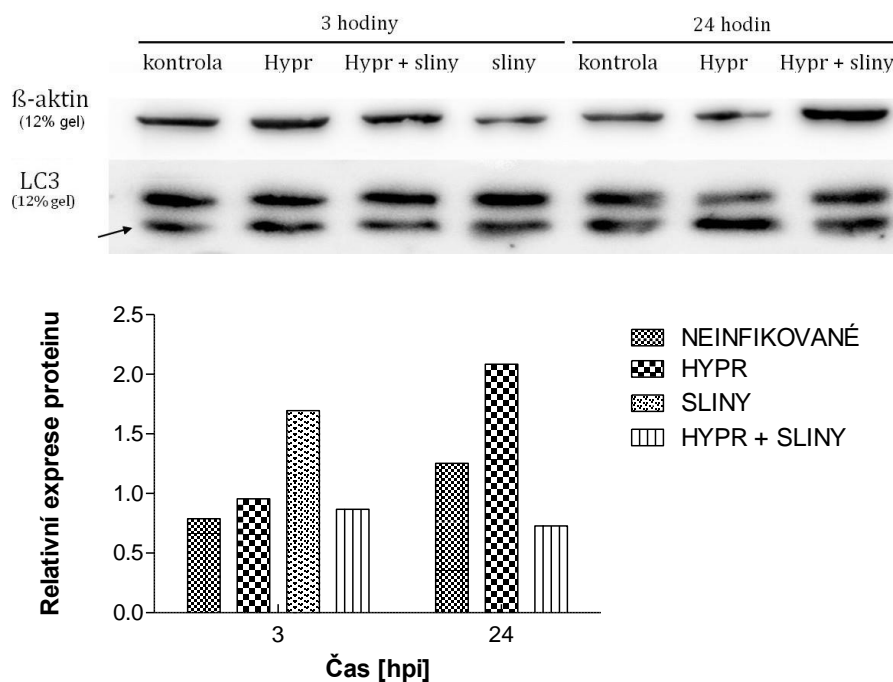 3 hodiny 24 hodin
kontrola Hypr Hypr + sliny sliny kontrola Hypr Hypr + sliny
ß-aktin
(12% gel)
LC3
(12% gel)
2.5
2.0
1.5
1.0
0.5
0.0
Relativní exprese proteinu
3 24
Čas [hpi]
NEINFIKOVANÉ
HYPR
SLINY
HYPR + SLINY